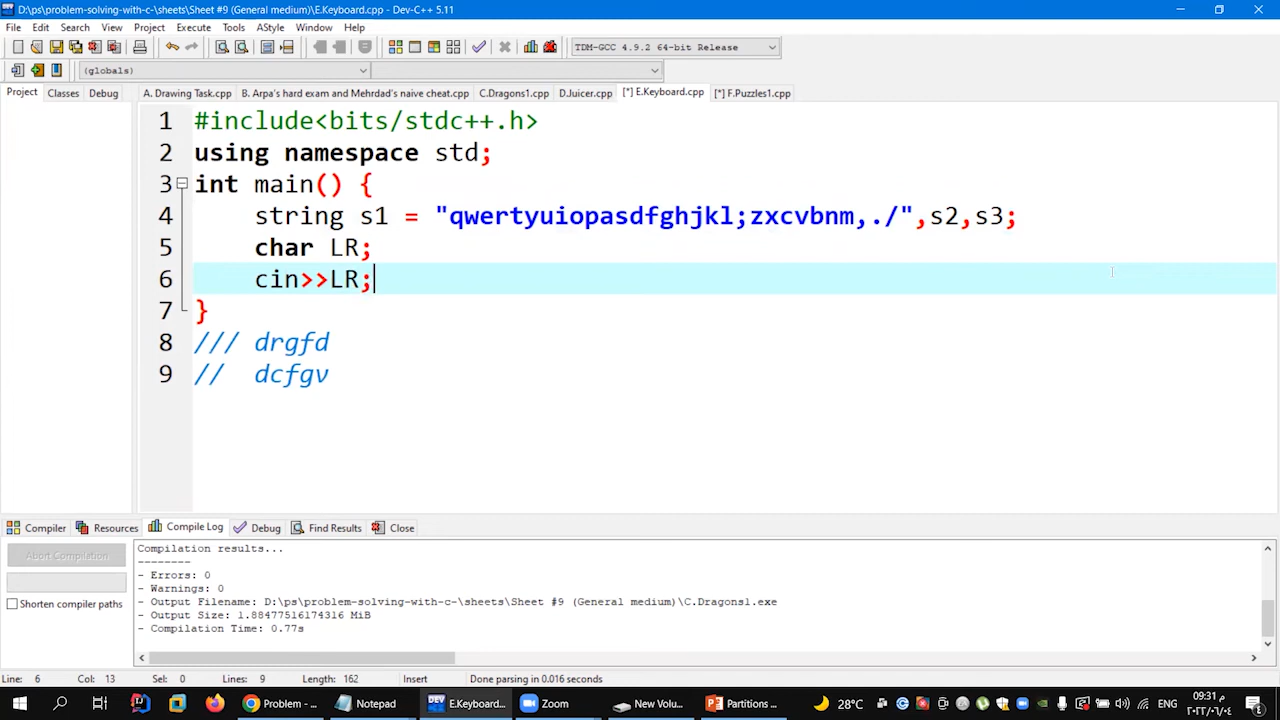 D:\ps\problem-solving-with-c-\sheets\Sheet #9 (General medium)\E.Keyboard.cpp - Dev-C++ 5.11
File Edit Search View Project Execute Tools AStyle Window Help
TDM-GCC 4.9.2 64-bit Release
(globals)
Project Classes Debug A. Drawing Task.cpp B. Arpa's hard exam and Mehrdad's naive cheat.cpp C.Dragons1.cpp D.Juicer.cpp [*] E.Keyboard.cpp [*] F.Puzzles1.cpp
1 #include<bits/stdc++.h>
2 using namespace std;
3 int main() {
4 string s1 = "qwertyuiopasdfghjkl;zxcvbnm,./",s2,s3;
5 char LR;
6 cin>>LR;
7 }
8 /// drgfd
9 // dcfgv
Compiler Resources Compile Log Debug Find Results Close
Abort Compilation
Shorten compiler paths
Compilation results...
--------
- Errors: 0
- Warnings: 0
- Output Filename: D:\ps\problem-solving-with-c-\sheets\Sheet #9 (General medium)\C.Dragons1.exe
- Output Size: 1.88477516174316 MiB
- Compilation Time: 0.77s
Line: 6 Col: 13 Sel: 0 Lines: 9 Length: 162 Insert Done parsing in 0.016 seconds
Problem - ... Notepad E.Keyboard... Zoom New Volu... Partitions ... 28°C ENG ٠٩:٣١ م
٢٠٢٣/٠٦/٠٤